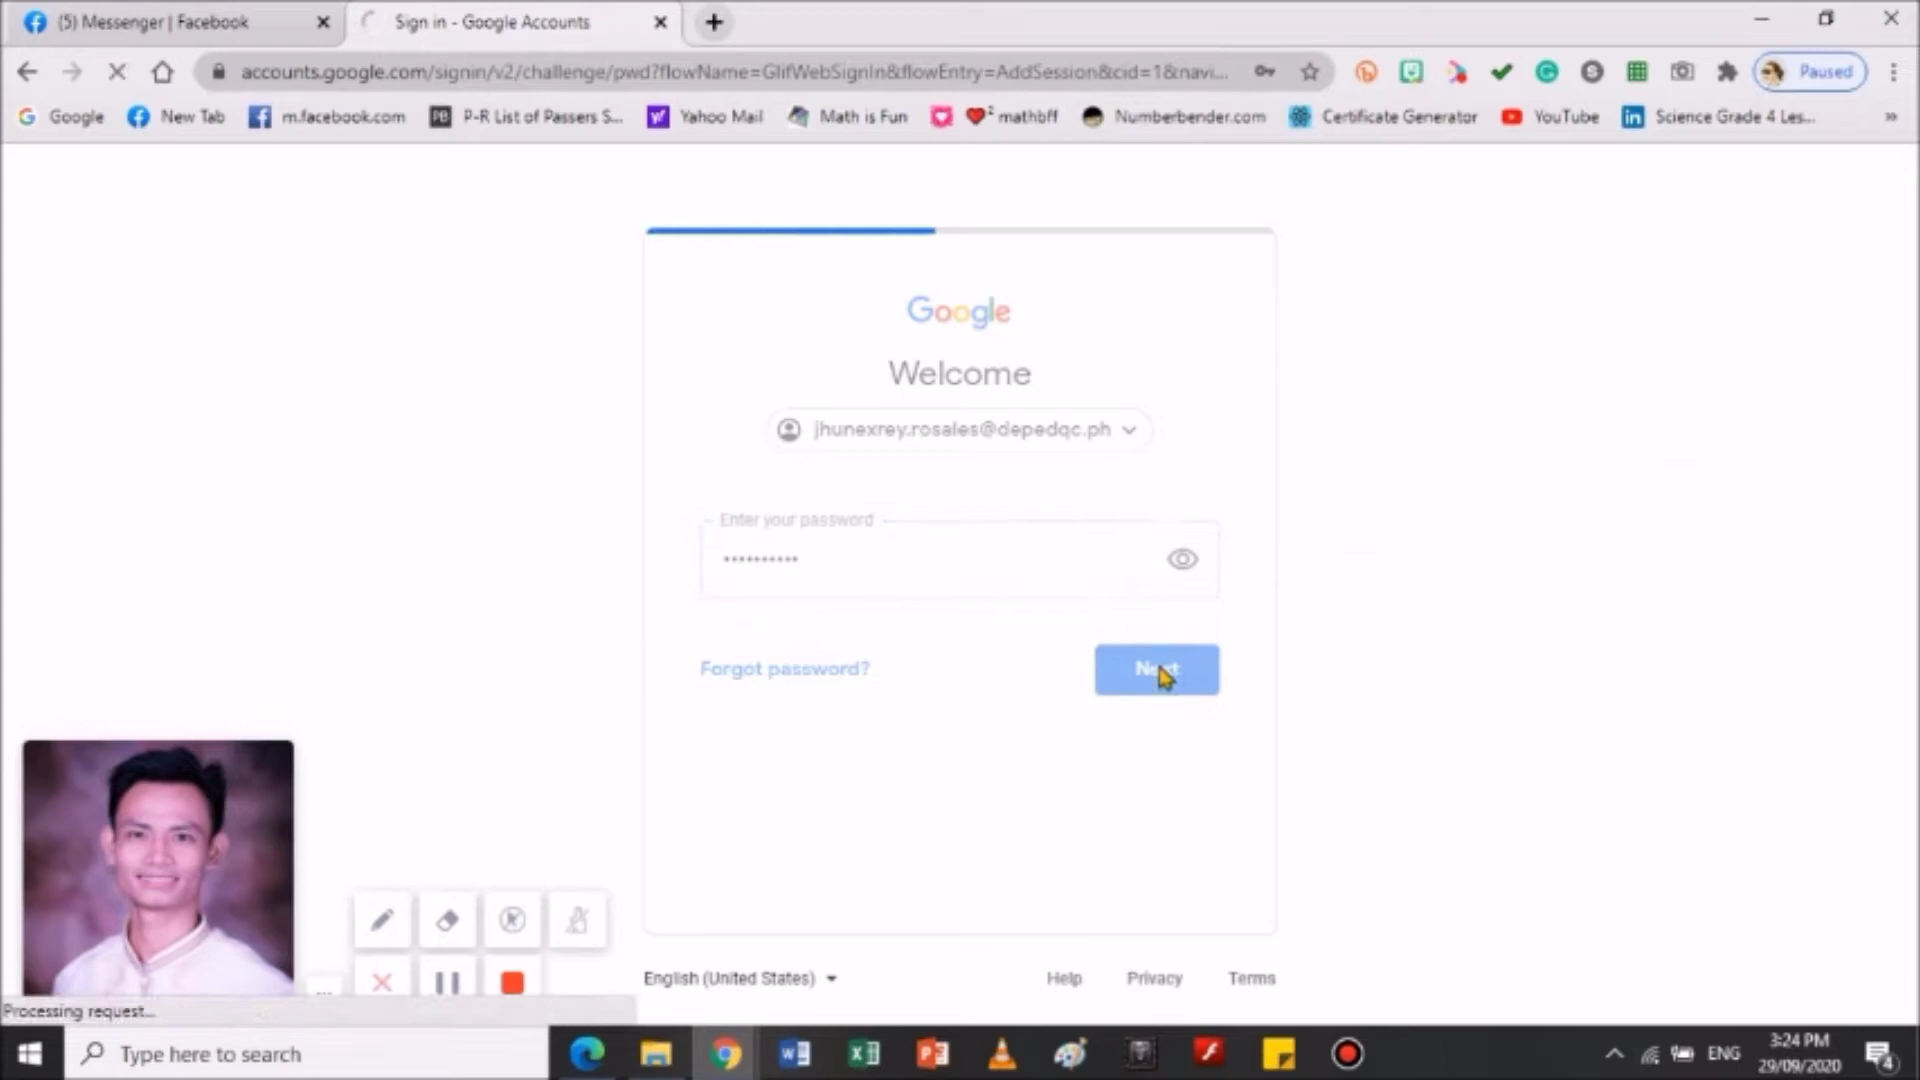 (5) Messenger | Facebook
Sign in - Google Accounts
accounts.google.com/signin/v2/challenge/pwd?flowName=GlifWebSignIn&flowEntry=AddSession&cid=1&navi...
Paused
Google
New Tab
m.facebook.com
P-R List of Passers S...
Yahoo Mail
Math is Fun
mathbff
Numberbender.com
Certificate Generator
YouTube
Science Grade 4 Les...
Google
Welcome
jhunexrey.rosales@depedqc.ph
Enter your password
••••••••••
Forgot password?
Next
English (United States)
Help
Privacy
Terms
Processing request...
Type here to search
ENG
3:24 PM
29/09/2020
4